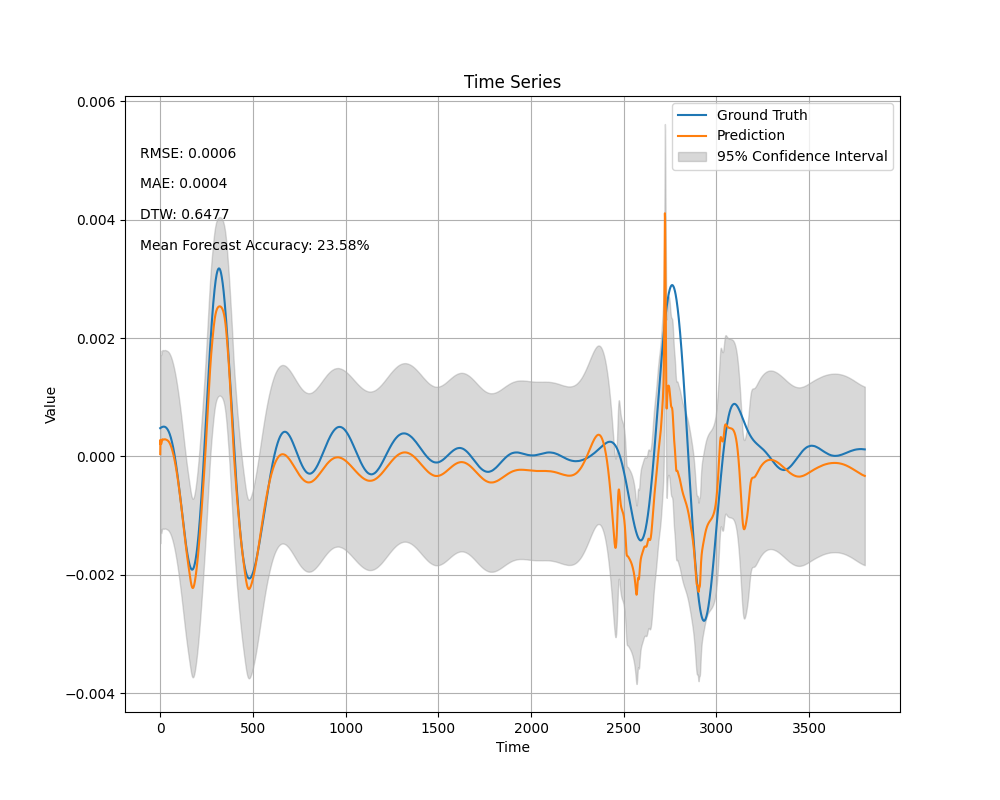 Time Series
0.006
0.004
0.002
0.000
−0.002
−0.004
Value
RMSE: 0.0006
MAE: 0.0004
DTW: 0.6477
Mean Forecast Accuracy: 23.58%
Ground Truth
Prediction
95% Confidence Interval
0 500 1000 1500 2000 2500 3000 3500
Time